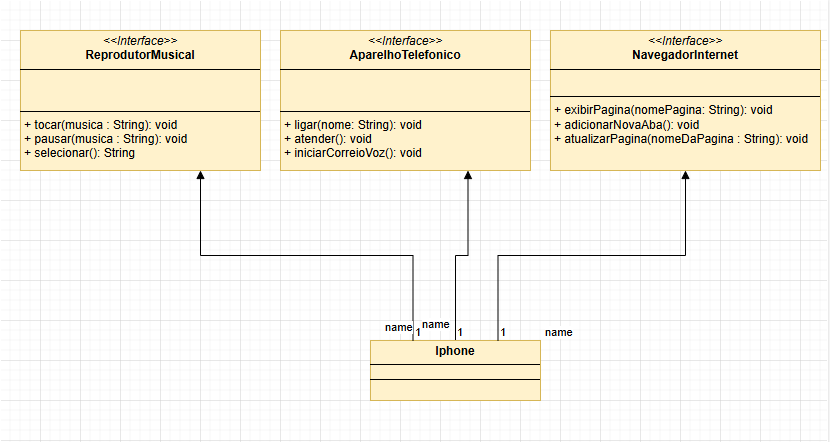 <<Interface>>
ReprodutorMusical
+ tocar(musica : String): void
+ pausar(musica : String): void
+ selecionar(): String
<<Interface>>
AparelhoTelefonico
+ ligar(nome: String): void
+ atender(): void
+ iniciarCorreioVoz(): void
<<Interface>>
NavegadorInternet
+ exibirPagina(nomePagina: String): void
+ adicionarNovaAba(): void
+ atualizarPagina(nomeDaPagina : String): void
name
1
name
1
1
name
Iphone